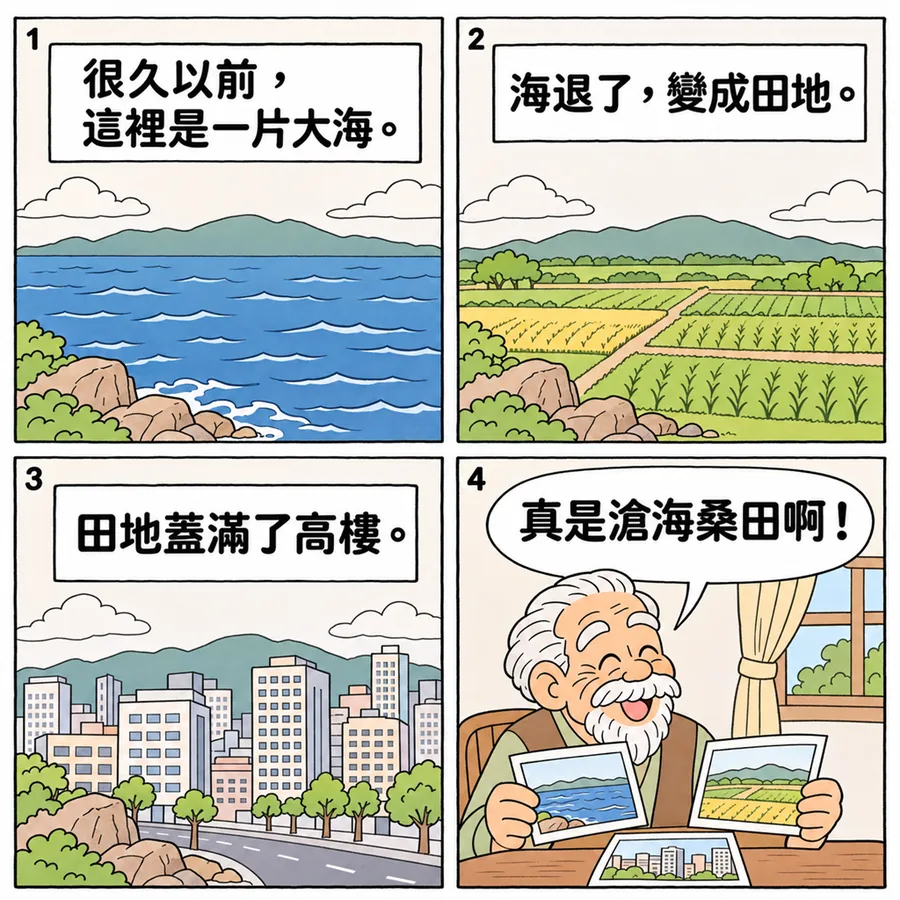 1
很久以前，
這裡是一片大海。
2
海退了，變成田地。
3
田地蓋滿了高樓。
4
真是滄海桑田啊！